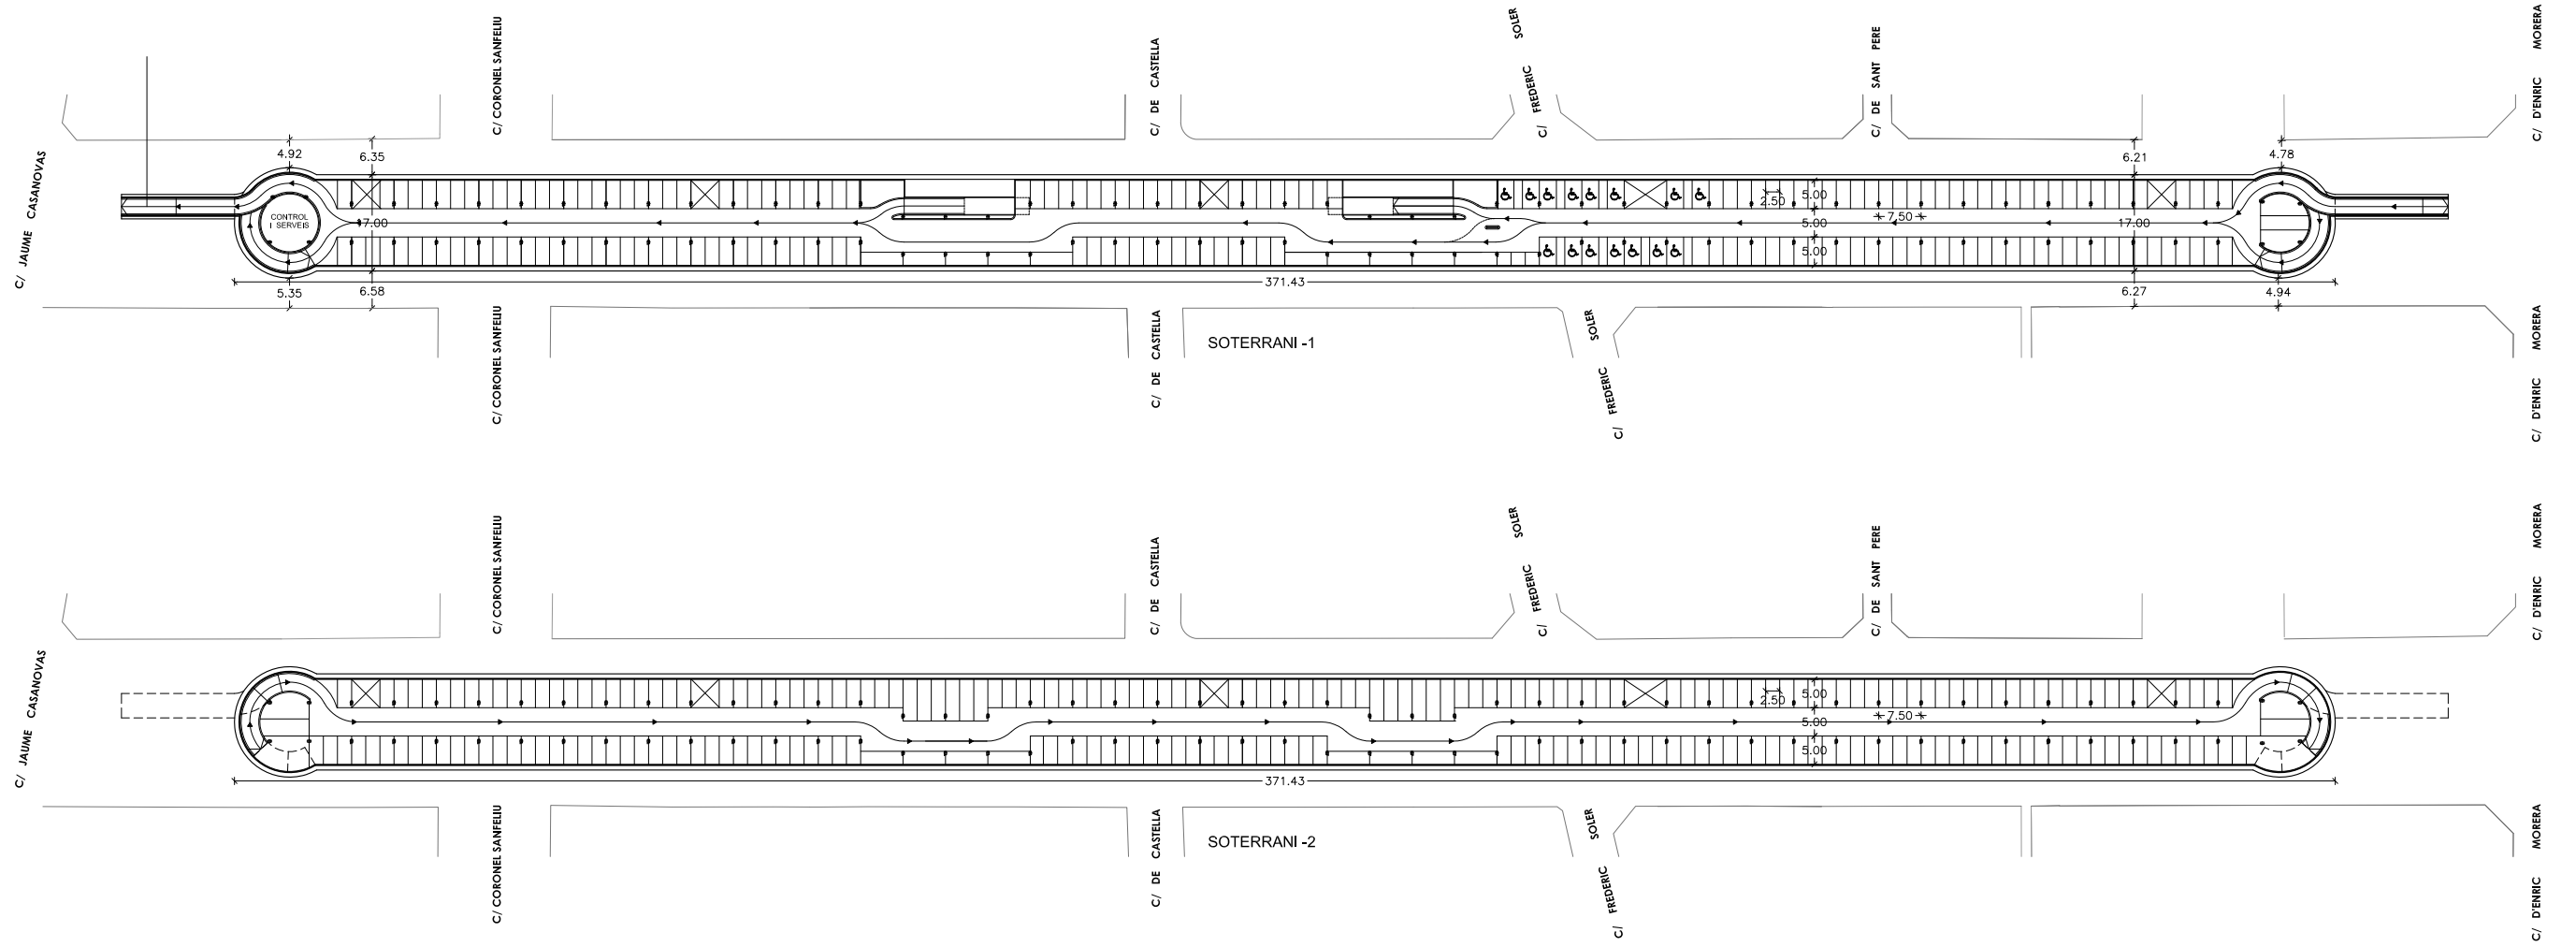 C/ JAUME CASANOVAS
C/ CORONEL SANFELIU
C/ DE CASTELLA
C/ FREDERIC SOLER
C/ DE SANT PERE
C/ D'ENRIC MORERA
4.92
6.35
6.21
4.78
CONTROL
I SERVEIS
17.00
2.50
5.00
7.50
5.00
17.00
5.00
371.43
5.35
6.58
6.27
4.94
C/ CORONEL SANFELIU
C/ DE CASTELLA
SOTERRANI -1
C/ FREDERIC SOLER
C/ D'ENRIC MORERA
C/ JAUME CASANOVAS
C/ CORONEL SANFELIU
C/ DE CASTELLA
C/ FREDERIC SOLER
C/ DE SANT PERE
C/ D'ENRIC MORERA
2.50
5.00
7.50
5.00
5.00
371.43
C/ CORONEL SANFELIU
C/ DE CASTELLA
SOTERRANI -2
C/ FREDERIC SOLER
C/ D'ENRIC MORERA